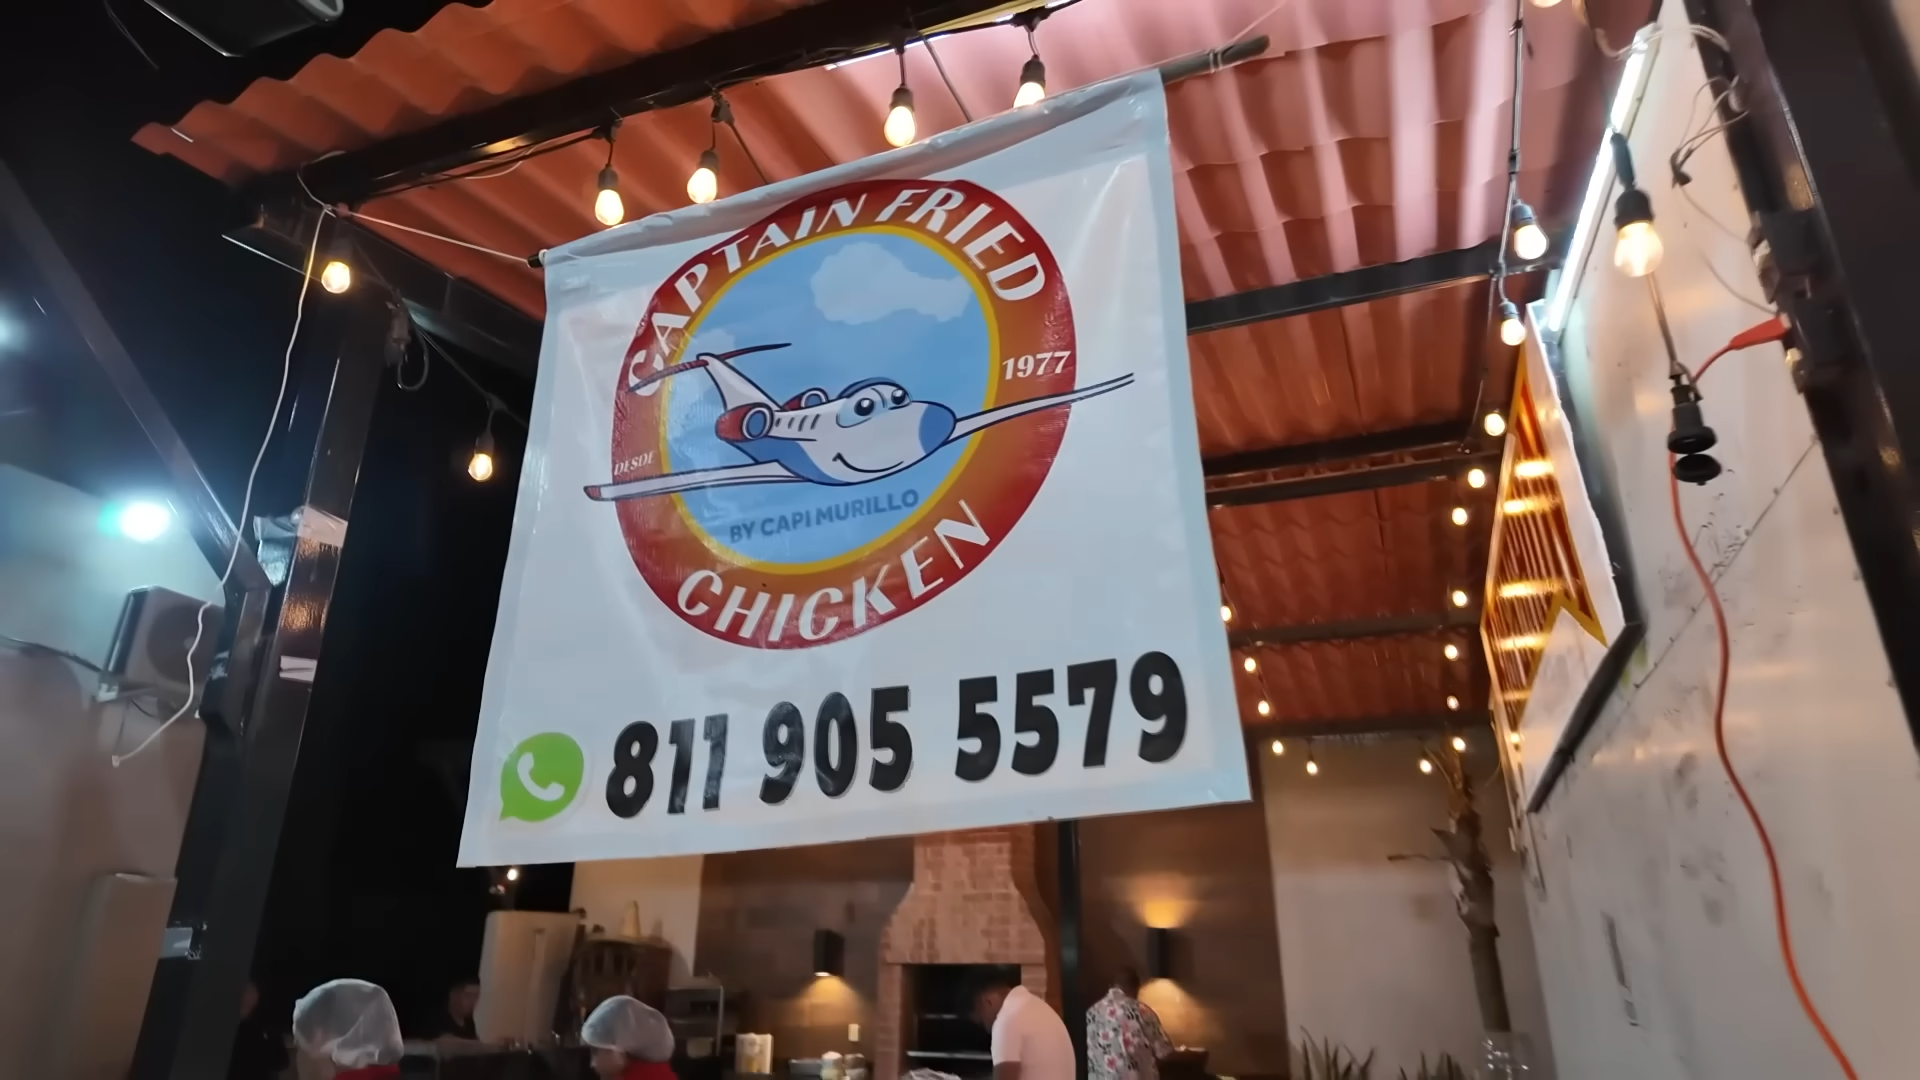 CAPTAIN FRIED
1977
DESDE
BY CAPI MURILLO
CHICKEN
811 905 5579